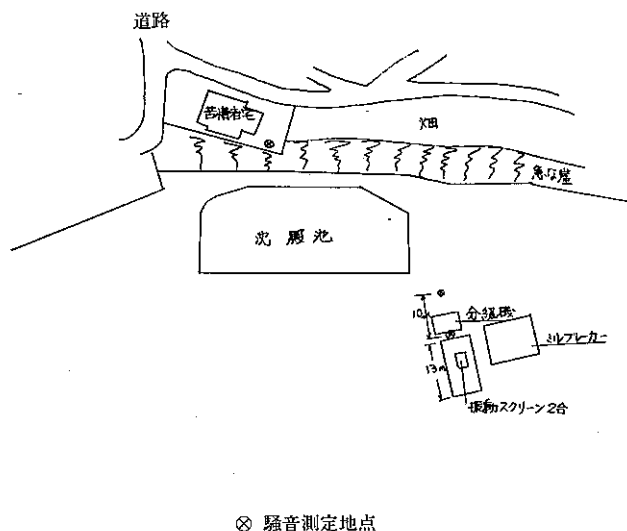 道路
苦情者宅
畑
急な崖
沈殿池
10
分級機
ミルブレーカー
13m
振動スクリーン2台
⊗ 騒音測定地点